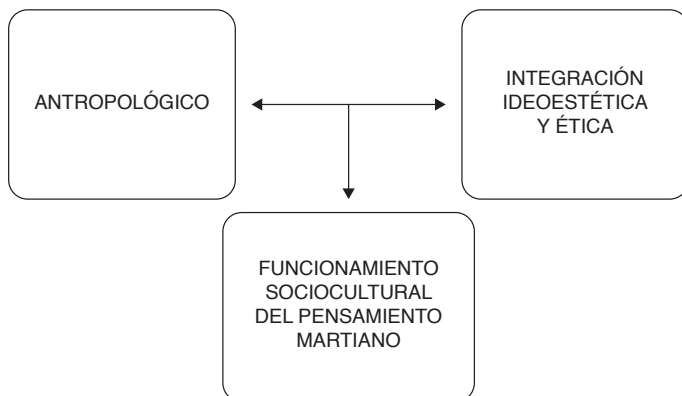 ANTROPOLÓGICO
INTEGRACIÓN
IDEOESTÉTICA
Y ÉTICA
FUNCIONAMIENTO
SOCIOCULTURAL
DEL PENSAMIENTO
MARTIANO